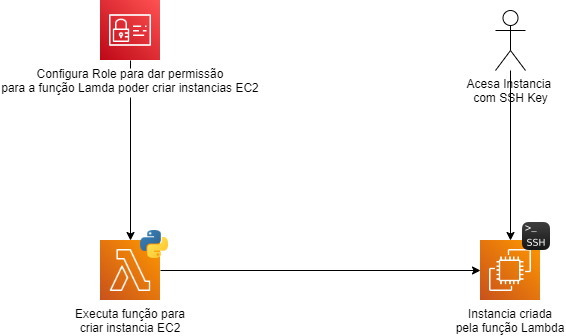 Configura Role para dar permissão
para a função Lamda poder criar instancias EC2
Acesa Instancia
com SSH Key
>_
SSH
Executa função para
criar instancia EC2
Instancia criada
pela função Lambda